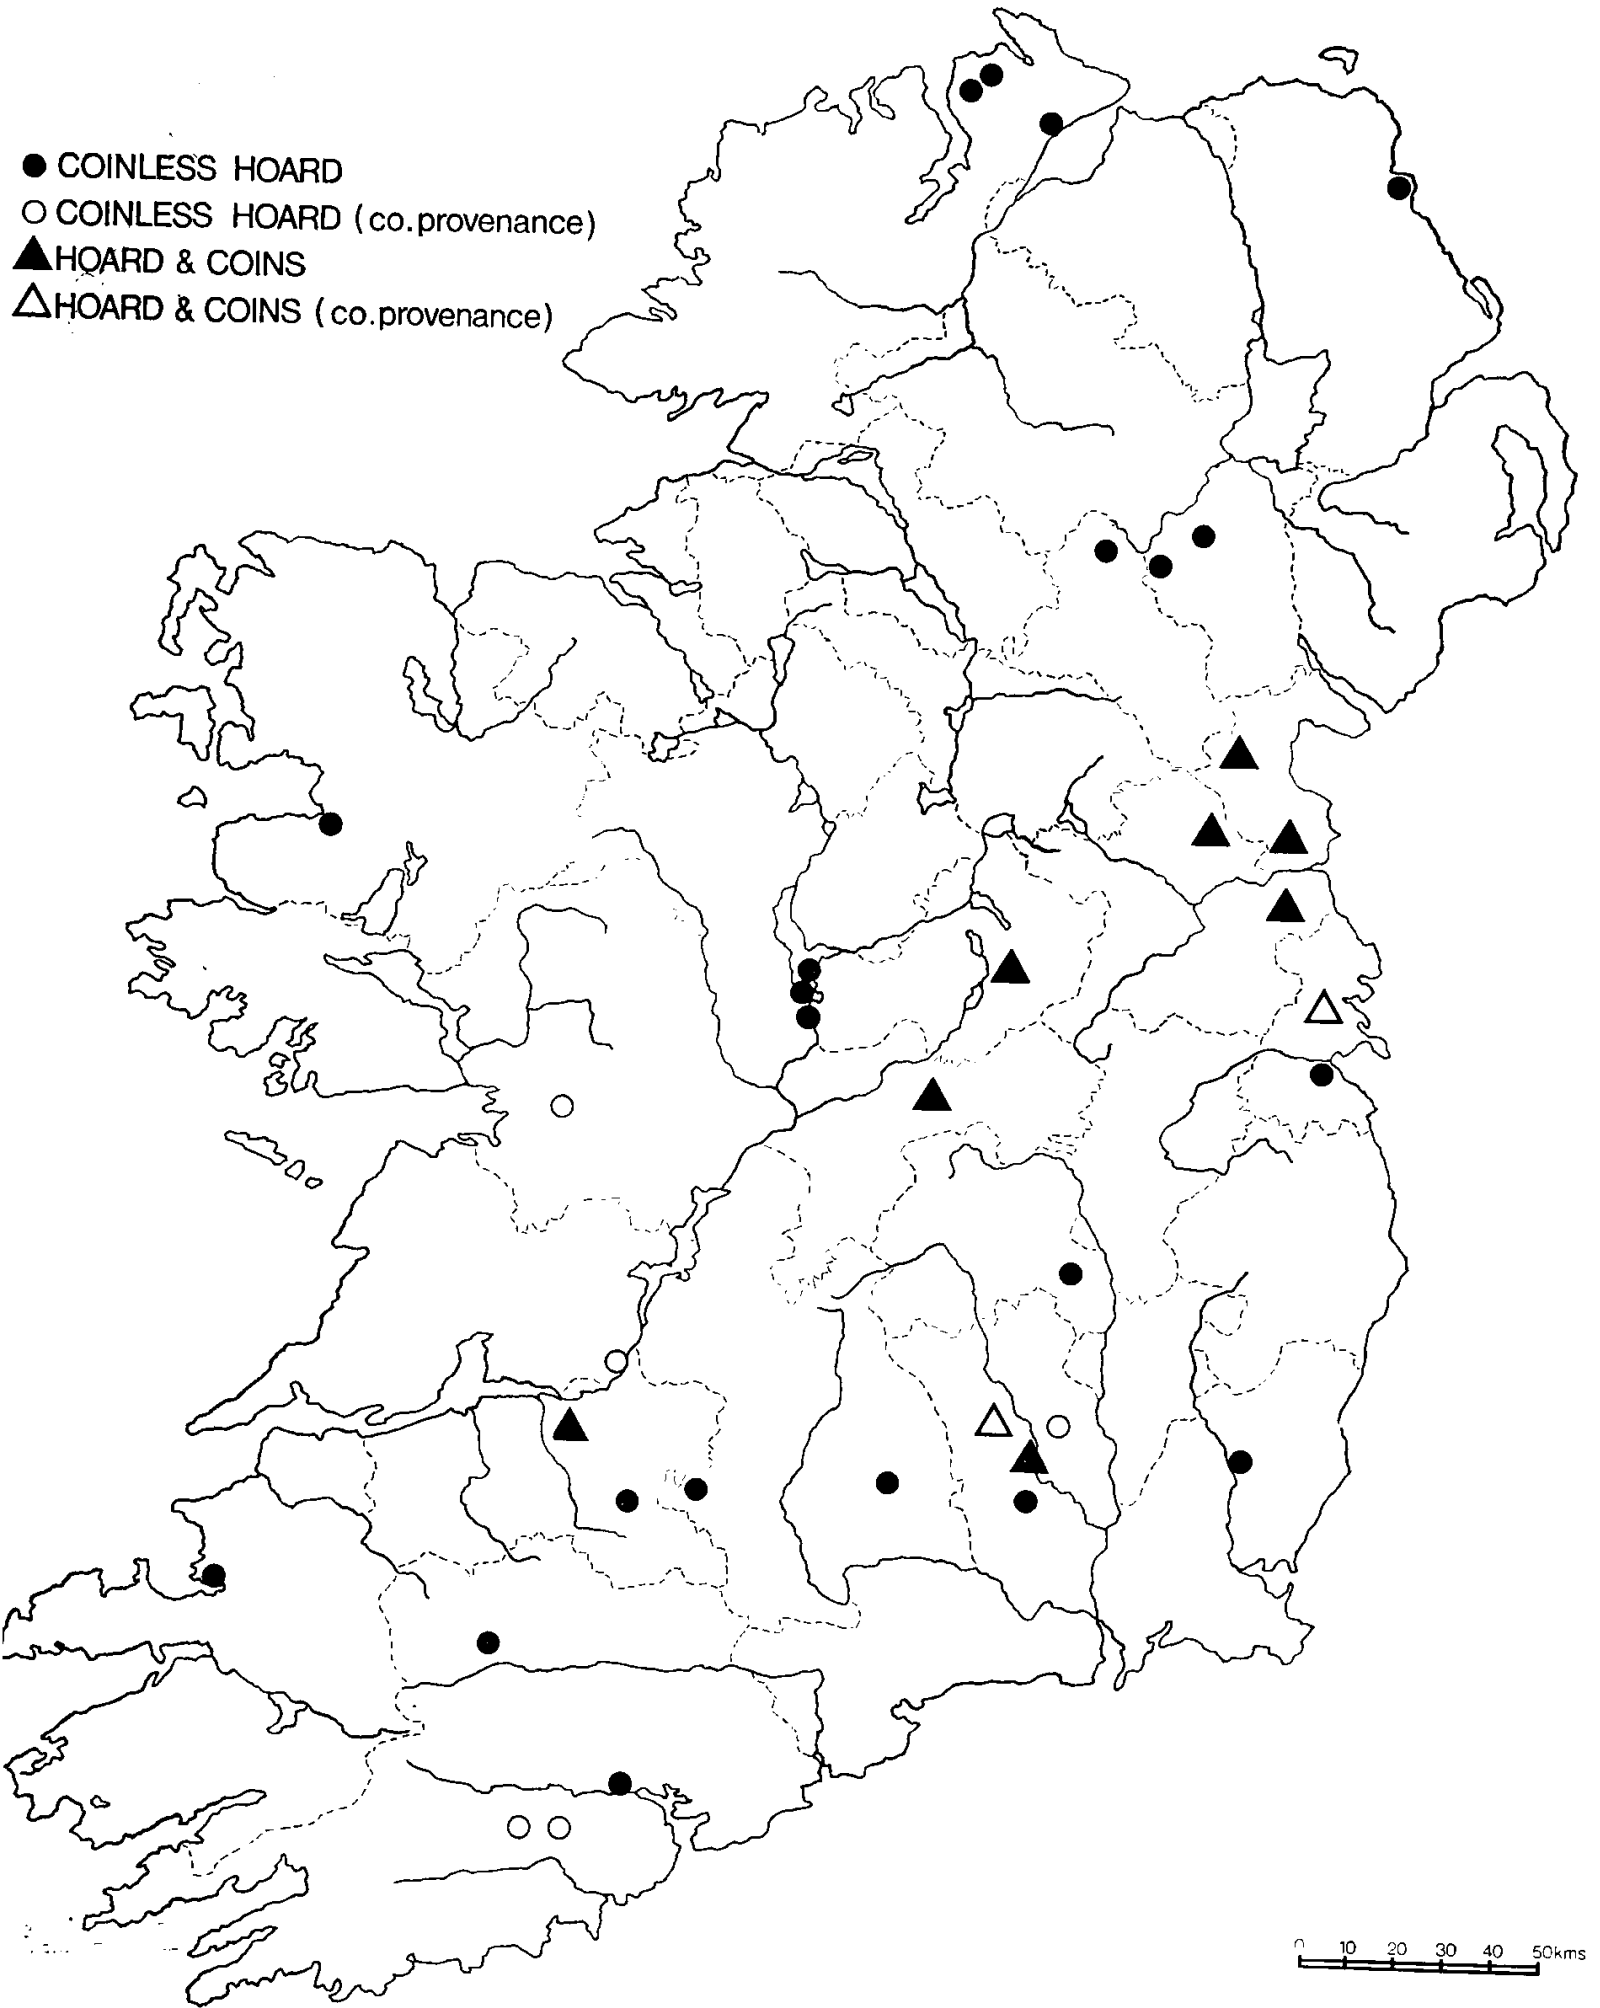 COINLESS HOARD
COINLESS HOARD (co.provenance)
HOARD & COINS
HOARD & COINS (co.provenance)
0 10 20 30 40 50kms